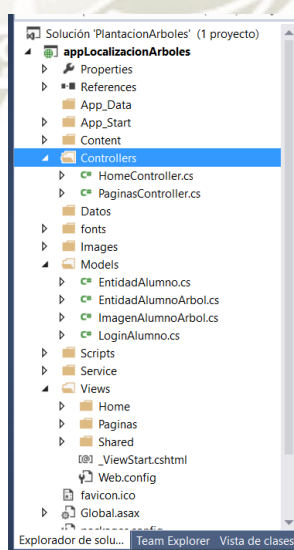 Solución 'PlantacionArboles' (1 proyecto)
appLocalizacionArboles
Properties
References
App_Data
App_Start
Content
Controllers
C# HomeController.cs
C# PaginasController.cs
Datos
fonts
Images
Models
C# EntidadAlumno.cs
C# EntidadAlumnoArbol.cs
C# ImagenAlumnoArbol.cs
C# LoginAlumno.cs
Scripts
Service
Views
Home
Paginas
Shared
[@] _ViewStart.cshtml
Web.config
favicon.ico
Global.asax
packages.config
Explorador de solu... Team Explorer Vista de clases